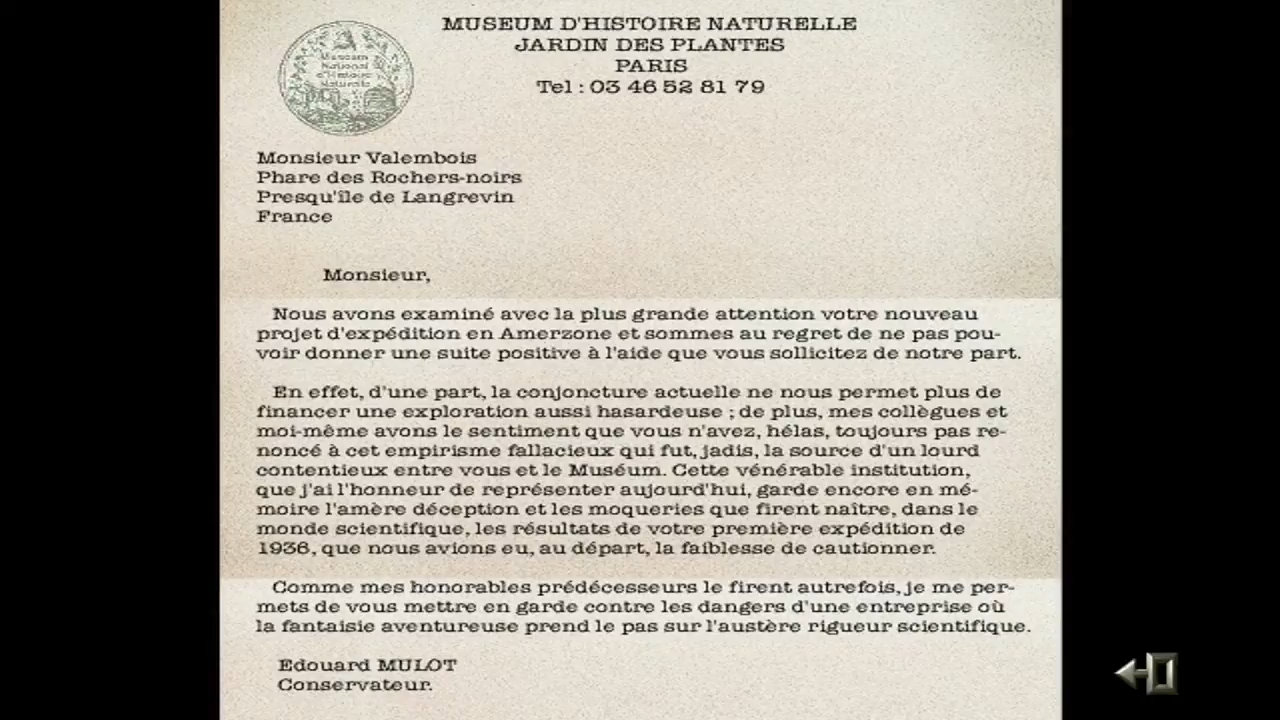 MUSEUM D'HISTOIRE NATURELLE
JARDIN DES PLANTES
PARIS
Tel : 03 46 52 81 79
Museum
National
d'Histoire
Naturelle
Monsieur Valembois
Phare des Rochers-noirs
Presqu'île de Langrevin
France
Monsieur,
Nous avons examiné avec la plus grande attention votre nouveau
projet d'expédition en Amerzone et sommes au regret de ne pas pou-
voir donner une suite positive à l'aide que vous sollicitez de notre part.
En effet, d'une part, la conjoncture actuelle ne nous permet plus de
financer une exploration aussi hasardeuse ; de plus, mes collègues et
moi-même avons le sentiment que vous n'avez, hélas, toujours pas re-
noncé à cet empirisme fallacieux qui fut, jadis, la source d'un lourd
contentieux entre vous et le Muséum. Cette vénérable institution,
que j'ai l'honneur de représenter aujourd'hui, garde encore en mé-
moire l'amère déception et les moqueries que firent naître, dans le
monde scientifique, les résultats de votre première expédition de
1936, que nous avions eu, au départ, la faiblesse de cautionner.
Comme mes honorables prédécesseurs le firent autrefois, je me per-
mets de vous mettre en garde contre les dangers d'une entreprise où
la fantaisie aventureuse prend le pas sur l'austère rigueur scientifique.
Edouard MULOT
Conservateur.